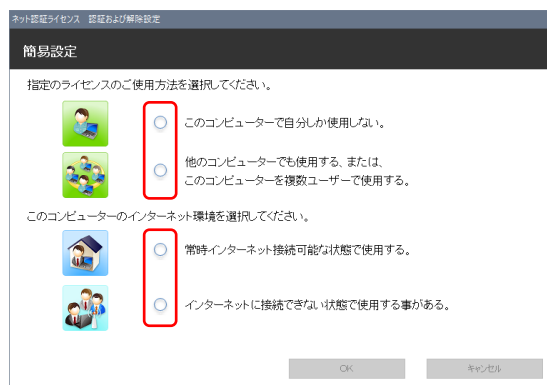 ネット認証ライセンス 認証および解除設定
簡易設定
指定のライセンスのご使用方法を選択してください。
このコンピューターで自分しか使用しない。
他のコンピューターでも使用する、または、
このコンピューターを複数ユーザーで使用する。
このコンピューターのインターネット環境を選択してください。
常時インターネット接続可能な状態で使用する。
インターネットに接続できない状態で使用する事がある。
OK
キャンセル